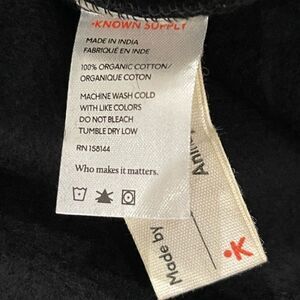 ·KNOWN SUPPLY
MADE IN INDIA
FABRIQUÉ EN INDE
100% ORGANIC COTTON/
ORGANIQUE COTON
MACHINE WASH COLD
WITH LIKE COLORS
DO NOT BLEACH
TUMBLE DRY LOW
RN 158144
Who makes it matters.
Made by
K